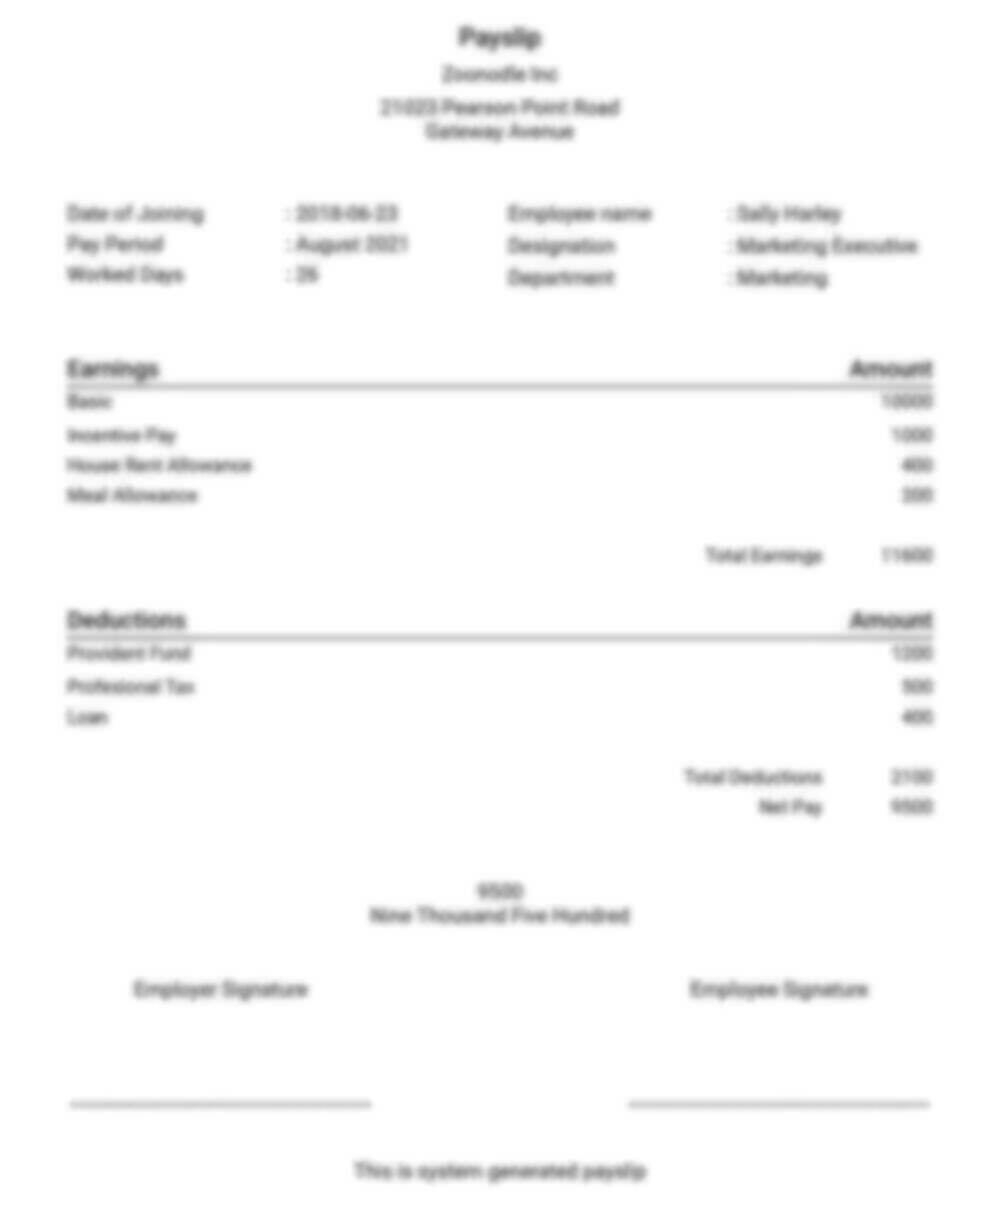 Payslip
Zoonodle Inc
21023 Pearson Point Road
Gateway Avenue
Date of Joining : 2018-06-23 Employee name : Sally Harley
Pay Period : August 2021 Designation : Marketing Executive
Worked Days : 26 Department : Marketing
Earnings Amount
Basic 10000
Incentive Pay 1000
House Rent Allowance 400
Meal Allowance 200
Total Earnings 11600
Deductions Amount
Provident Fund 1200
Profesional Tax 500
Loan 400
Total Deductions 2100
Net Pay 9500
9500
Nine Thousand Five Hundred
Employer Signature Employee Signature
This is system generated payslip